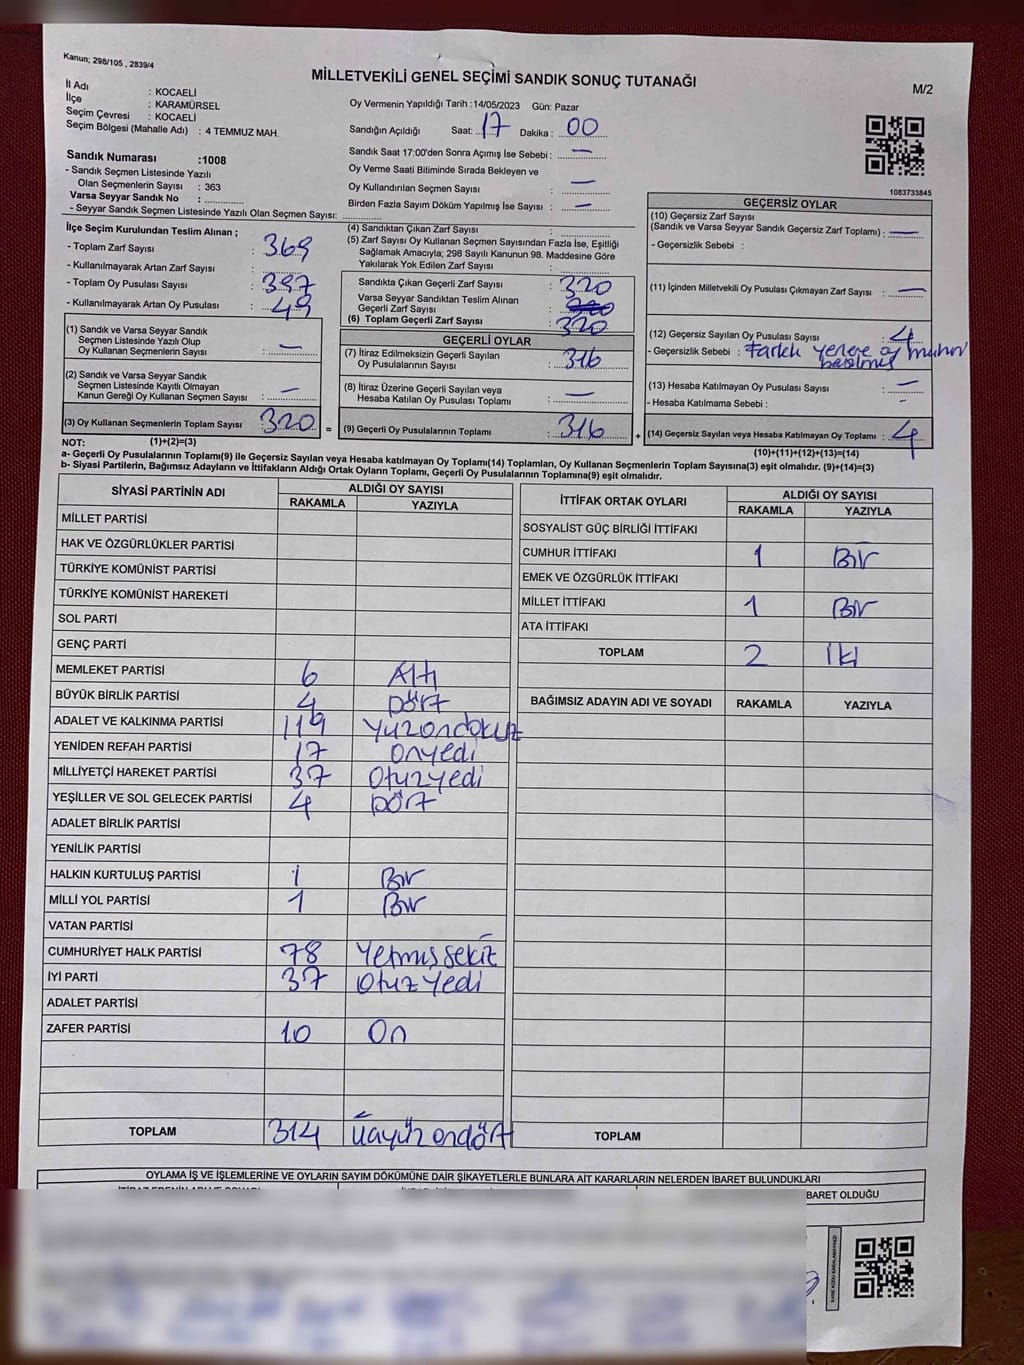 Kanun; 298/105 , 2839/4
MİLLETVEKİLİ GENEL SEÇİMİ SANDIK SONUÇ TUTANAĞI
M/2
İl Adı : KOCAELİ
İlçe : KARAMÜRSEL
Seçim Çevresi : KOCAELİ
Seçim Bölgesi (Mahalle Adı) : 4 TEMMUZ MAH.
Sandık Numarası :1008
- Sandık Seçmen Listesinde Yazılı
Olan Seçmenlerin Sayısı : 363
Varsa Seyyar Sandık No : ............
- Seyyar Sandık Seçmen Listesinde Yazılı Olan Seçmen Sayısı: ............
Oy Vermenin Yapıldığı Tarih :14/05/2023 Gün: Pazar
Sandığın Açıldığı Saat: 17 Dakika : 00
Sandık Saat 17:00'den Sonra Açımış İse Sebebi : —
Oy Verme Saati Bitiminde Sırada Bekleyen ve
Oy Kullandırılan Seçmen Sayısı : —
Birden Fazla Sayım Döküm Yapılmış İse Sayısı : —
1083733845
İlçe Seçim Kurulundan Teslim Alınan ;
- Toplam Zarf Sayısı : 369
- Kullanılmayarak Artan Zarf Sayısı : ............
- Toplam Oy Pusulası Sayısı : 397
- Kullanılmayarak Artan Oy Pusulası : 49
(1) Sandık ve Varsa Seyyar Sandık
Seçmen Listesinde Yazılı Olup
Oy Kullanan Seçmenlerin Sayısı : —
(2) Sandık ve Varsa Seyyar Sandık
Seçmen Listesinde Kayıtlı Olmayan
Kanun Gereği Oy Kullanan Seçmen Sayısı : —
(3) Oy Kullanan Seçmenlerin Toplam Sayısı : 320 =
(4) Sandıktan Çıkan Zarf Sayısı : ............
(5) Zarf Sayısı Oy Kullanan Seçmen Sayısından Fazla İse, Eşitliği
Sağlamak Amacıyla; 298 Sayılı Kanunun 98. Maddesine Göre
Yakılarak Yok Edilen Zarf Sayısı : ............
Sandıkta Çıkan Geçerli Zarf Sayısı : 320
Varsa Seyyar Sandıktan Teslim Alınan
Geçerli Zarf Sayısı :
(6) Toplam Geçerli Zarf Sayısı : 320
GEÇERLİ OYLAR
(7) İtiraz Edilmeksizin Geçerli Sayılan
Oy Pusulalarının Sayısı : 316
(8) İtiraz Üzerine Geçerli Sayılan veya
Hesaba Katılan Oy Pusulası Toplamı : —
(9) Geçerli Oy Pusulalarının Toplamı : 316 +
GEÇERSİZ OYLAR
(10) Geçersiz Zarf Sayısı
(Sandık ve Varsa Seyyar Sandık Geçersiz Zarf Toplamı) : —
- Geçersizlik Sebebi :
(11) İçinden Milletvekili Oy Pusulası Çıkmayan Zarf Sayısı : —
(12) Geçersiz Sayılan Oy Pusulası Sayısı : 4
- Geçersizlik Sebebi : Farklı yerlere oy mührü
basılmış
(13) Hesaba Katılmayan Oy Pusulası Sayısı : —
- Hesaba Katılmama Sebebi : -
(14) Geçersiz Sayılan veya Hesaba Katılmayan Oy Toplamı : 4
NOT: (1)+(2)=(3)
(10)+(11)+(12)+(13)=(14)
a- Geçerli Oy Pusulalarının Toplamı(9) ile Geçersiz Sayılan veya Hesaba katılmayan Oy Toplamı(14) Toplamları, Oy Kullanan Seçmenlerin Toplam Sayısına(3) eşit olmalıdır. (9)+(14)=(3)
b- Siyasi Partilerin, Bağımsız Adayların ve İttifakların Aldığı Ortak Oyların Toplamı, Geçerli Oy Pusulalarının Toplamına(9) eşit olmalıdır.
SİYASİ PARTİNİN ADI ALDIĞI OY SAYISI
RAKAMLA YAZIYLA
MİLLET PARTİSİ
HAK VE ÖZGÜRLÜKLER PARTİSİ
TÜRKİYE KOMÜNİST PARTİSİ
TÜRKİYE KOMÜNİST HAREKETİ
SOL PARTİ
GENÇ PARTİ
MEMLEKET PARTİSİ 6 Altı
BÜYÜK BİRLİK PARTİSİ 4 Dört
ADALET VE KALKINMA PARTİSİ 119 Yüzondokuz
YENİDEN REFAH PARTİSİ 17 Onyedi
MİLLİYETÇİ HAREKET PARTİSİ 37 Otuzyedi
YEŞİLLER VE SOL GELECEK PARTİSİ 4 Dört
ADALET BİRLİK PARTİSİ
YENİLİK PARTİSİ
HALKIN KURTULUŞ PARTİSİ 1 Bir
MİLLİ YOL PARTİSİ 1 Bir
VATAN PARTİSİ
CUMHURİYET HALK PARTİSİ 78 Yetmişsekiz
İYİ PARTİ 37 Otuzyedi
ADALET PARTİSİ
ZAFER PARTİSİ 10 On
TOPLAM 314 Üçyüzondört
İTTİFAK ORTAK OYLARI ALDIĞI OY SAYISI
RAKAMLA YAZIYLA
SOSYALİST GÜÇ BİRLİĞİ İTTİFAKI
CUMHUR İTTİFAKI 1 Bir
EMEK VE ÖZGÜRLÜK İTTİFAKI
MİLLET İTTİFAKI 1 Bir
ATA İTTİFAKI
TOPLAM 2 İki
BAĞIMSIZ ADAYIN ADI VE SOYADI RAKAMLA YAZIYLA
TOPLAM
OYLAMA İŞ VE İŞLEMLERİNE VE OYLARIN SAYIM DÖKÜMÜNE DAİR ŞİKAYETLERLE BUNLARA AİT KARARLARIN NELERDEN İBARET BULUNDUKLARI
BARET OLDUĞU